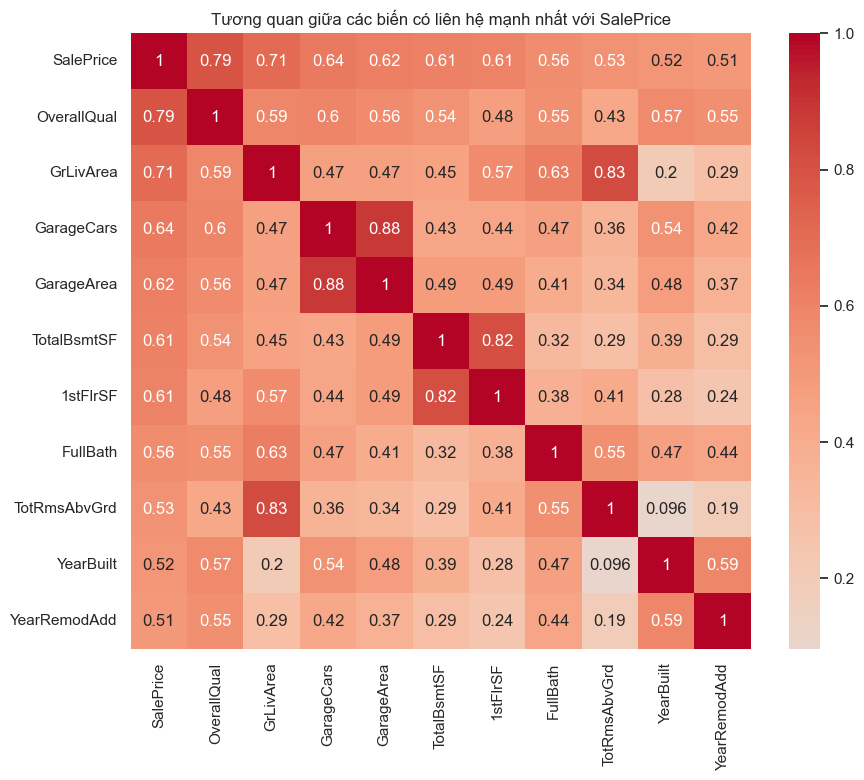 Tương quan giữa các biến có liên hệ mạnh nhất với SalePrice
SalePrice 1 0.79 0.71 0.64 0.62 0.61 0.61 0.56 0.53 0.52 0.51
OverallQual 0.79 1 0.59 0.6 0.56 0.54 0.48 0.55 0.43 0.57 0.55
GrLivArea 0.71 0.59 1 0.47 0.47 0.45 0.57 0.63 0.83 0.2 0.29
GarageCars 0.64 0.6 0.47 1 0.88 0.43 0.44 0.47 0.36 0.54 0.42
GarageArea 0.62 0.56 0.47 0.88 1 0.49 0.49 0.41 0.34 0.48 0.37
TotalBsmtSF 0.61 0.54 0.45 0.43 0.49 1 0.82 0.32 0.29 0.39 0.29
1stFlrSF 0.61 0.48 0.57 0.44 0.49 0.82 1 0.38 0.41 0.28 0.24
FullBath 0.56 0.55 0.63 0.47 0.41 0.32 0.38 1 0.55 0.47 0.44
TotRmsAbvGrd 0.53 0.43 0.83 0.36 0.34 0.29 0.41 0.55 1 0.096 0.19
YearBuilt 0.52 0.57 0.2 0.54 0.48 0.39 0.28 0.47 0.096 1 0.59
YearRemodAdd 0.51 0.55 0.29 0.42 0.37 0.29 0.24 0.44 0.19 0.59 1
SalePrice
OverallQual
GrLivArea
GarageCars
GarageArea
TotalBsmtSF
1stFlrSF
FullBath
TotRmsAbvGrd
YearBuilt
YearRemodAdd
1.0
0.8
0.6
0.4
0.2